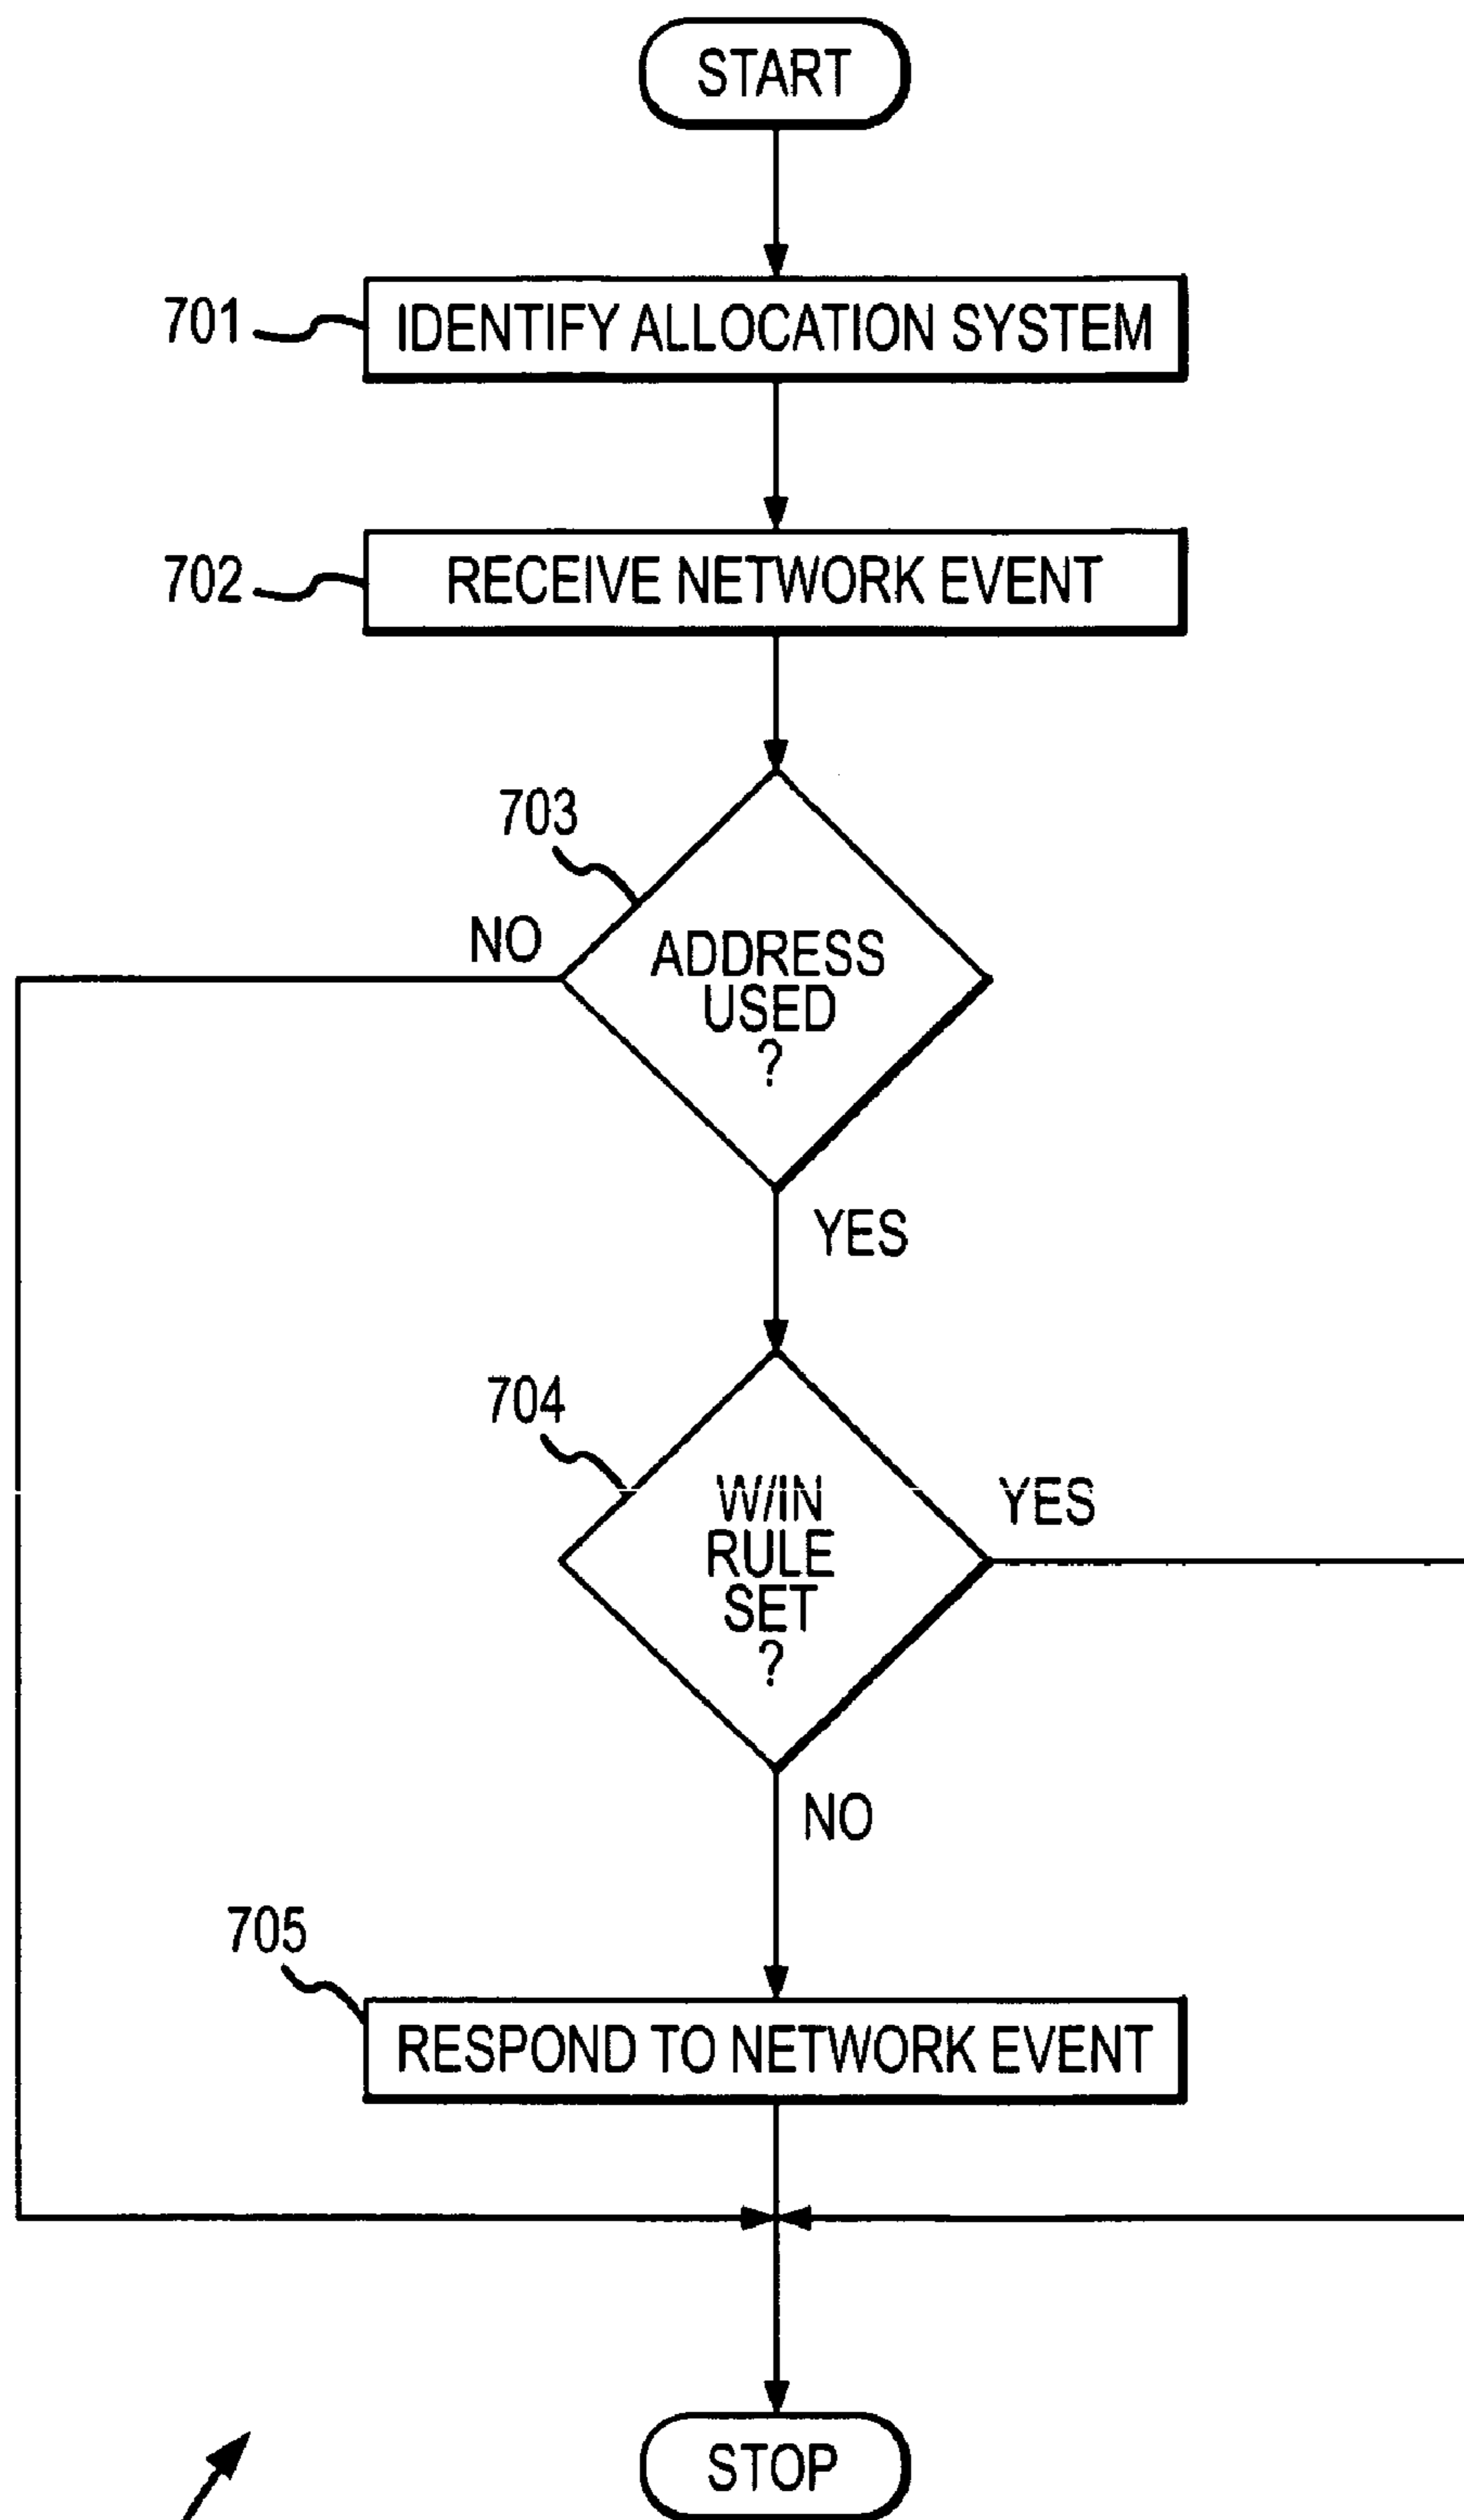 START
701
IDENTIFY ALLOCATION SYSTEM
702
RECEIVE NETWORK EVENT
703
NO
ADDRESS
USED
?
YES
704
W/IN
RULE
SET
?
YES
NO
705
RESPOND TO NETWORK EVENT
STOP